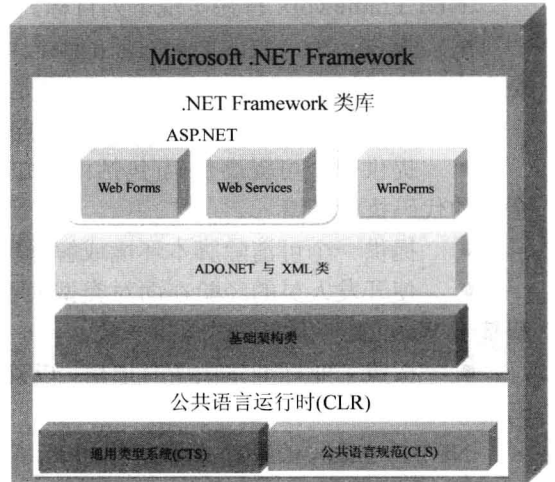 Microsoft .NET Framework
.NET Framework 类库
ASP.NET
Web Forms
Web Services
WinForms
ADO.NET 与 XML 类
基础架构类
公共语言运行时(CLR)
通用类型系统(CTS)
公共语言规范(CLS)